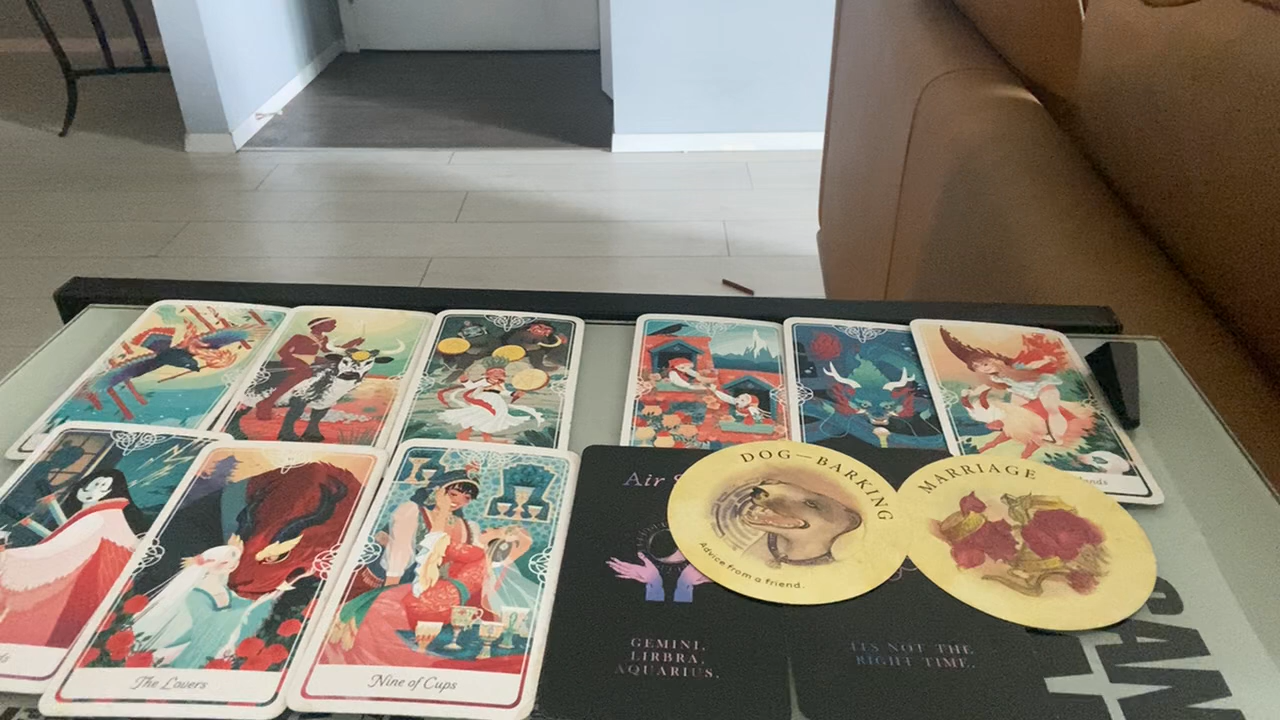 DOG—BARKING
Advice from a friend.
MARRIAGE
Air
GEMINI,
LIRBRA,
AQUARIUS,
ITS NOT THE
RIGHT TIME.
The Lovers
Nine of Cups